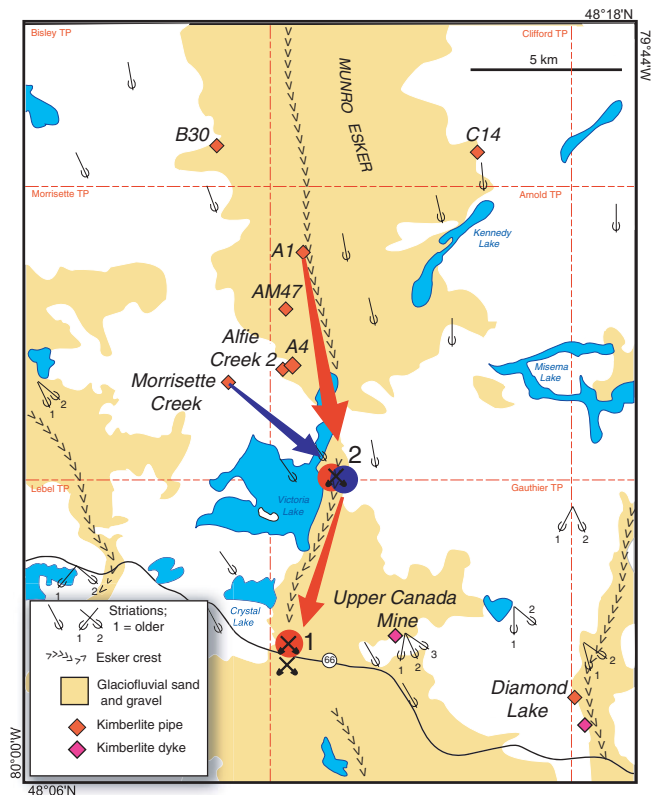 48°18'N
79°44'W
Bisley TP
Clifford TP
5 km
MUNRO ESKER
B30
C14
Morrisette TP
Arnold TP
Kennedy
Lake
A1
AM47
Alfie
Creek 2
A4
Morrisette
Creek
Misema
Lake
2
1
2
Lebel TP
Gauthier TP
Victoria
Lake
1
2
1
2
Crystal
Lake
Upper Canada
Mine
2
1
1
66
3
1
2
2
1
Diamond
Lake
Striations;
1 = older
1
2
Esker crest
Glaciofluvial sand
and gravel
Kimberlite pipe
Kimberlite dyke
80°00'W
48°06'N